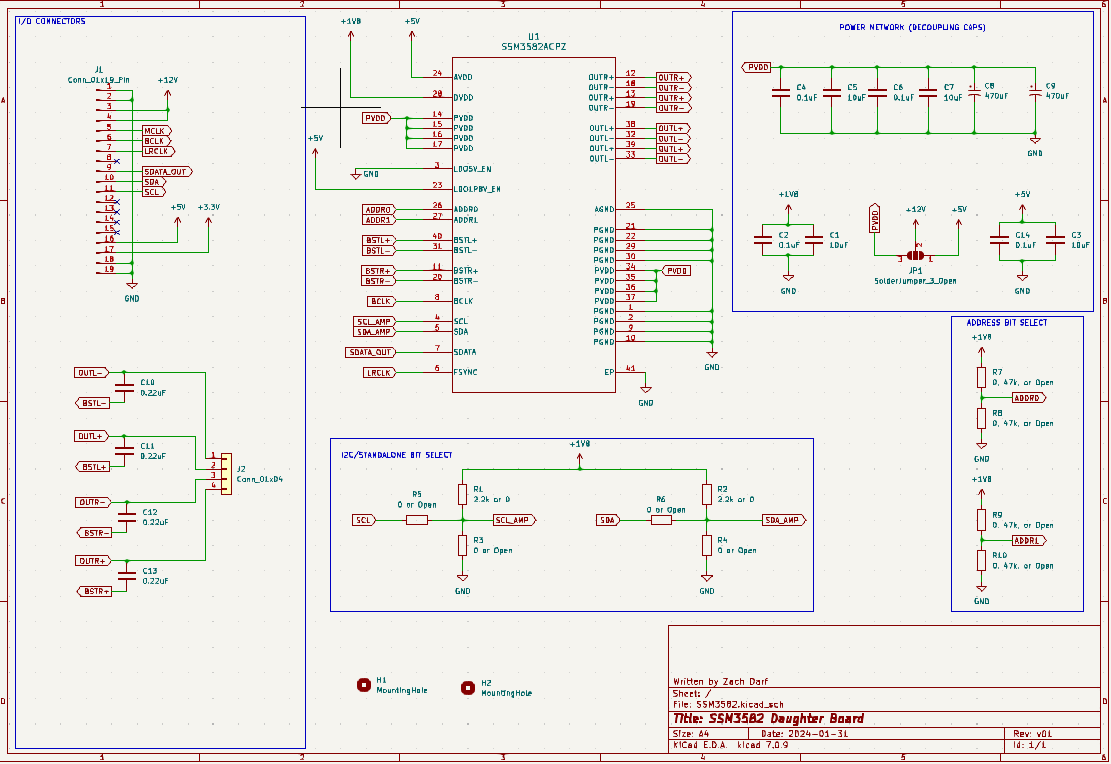 I/O CONNECTORS
J1
Conn_01x19_Pin
1
2
3
4
5
6
7
8
9
10
11
12
13
14
15
16
17
18
19
+12V
MCLK
BCLK
LRCLK
SDATA_OUT
SDA
SCL
+5V
+3.3V
GND
OUTL-
C10
0.22uF
BSTL-
OUTL+
C11
0.22uF
BSTL+
OUTR-
C12
0.22uF
BSTR-
OUTR+
C13
0.22uF
BSTR+
1
2
3
4
J2
Conn_01x04
+1V8
+5V
U1
SSM3582ACPZ
24 AVDD
28 DVDD
PVDD
14 PVDD
15 PVDD
16 PVDD
17 PVDD
+5V
GND
3 LDO5V_EN
23 LDO1P8V_EN
ADDR0 26 ADDR0
ADDR1 27 ADDR1
BSTL+ 40 BSTL+
BSTL- 31 BSTL-
BSTR+ 11 BSTR+
BSTR- 20 BSTR-
BCLK 8 BCLK
SCL_AMP 4 SCL
SDA_AMP 5 SDA
SDATA_OUT 7 SDATA
LRCLK 6 FSYNC
OUTR+ 12 OUTR+
OUTR- 18 OUTR-
OUTR+ 13 OUTR+
OUTR- 19 OUTR-
OUTL+ 38 OUTL+
OUTL- 32 OUTL-
OUTL+ 39 OUTL+
OUTL- 33 OUTL-
AGND 25
PGND 21
PGND 22
PGND 29
PGND 30
PVDD 34 PVDD
PVDD 35
PVDD 36
PVDD 37
PGND 1
PGND 2
PGND 9
PGND 10
GND
EP 41
GND
POWER NETWORK (DECOUPLING CAPS)
PVDD
C4
0.1uF
C5
10uF
C6
0.1uF
C7
10uF
C8
470uF
C9
470uF
GND
+1V8
C2
0.1uF
C1
10uF
GND
PVDD
+12V
+5V
3
2
1
JP1
SolderJumper_3_Open
+5V
C14
0.1uF
C3
10uF
GND
ADDRESS BIT SELECT
+1V8
R7
0, 47k, or Open
ADDR0
R8
0, 47k, or Open
GND
+1V8
R9
0, 47k, or Open
ADDR1
R10
0, 47k, or Open
GND
I2C/STANDALONE BIT SELECT
+1V8
R1
2.2k or 0
R5
0 or Open
SCL
SCL_AMP
R3
0 or Open
GND
R2
2.2k or 0
R6
0 or Open
SDA
SDA_AMP
R4
0 or Open
GND
H1
MountingHole
H2
MountingHole
Written by Zach Darf
Sheet: /
File: SSM3582.kicad_sch
Title: SSM3582 Daughter Board
Size: A4 Date: 2024-01-31 Rev: v01
KiCad E.D.A. kicad 7.0.9 Id: 1/1